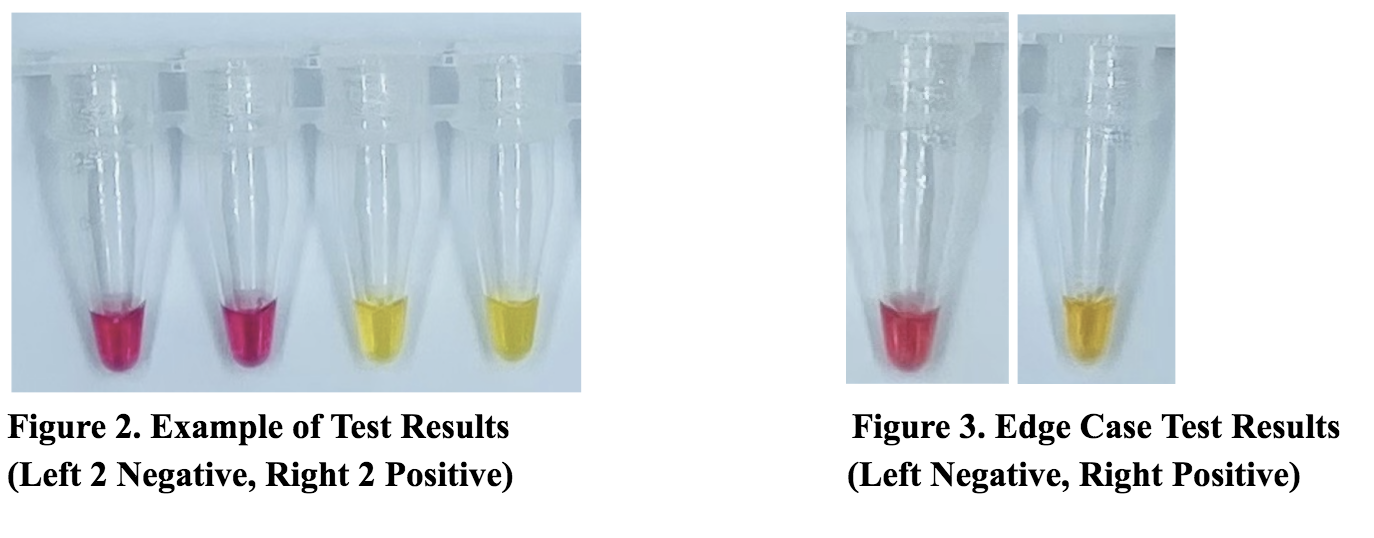 Figure 2. Example of Test Results
(Left 2 Negative, Right 2 Positive)
Figure 3. Edge Case Test Results
(Left Negative, Right Positive)